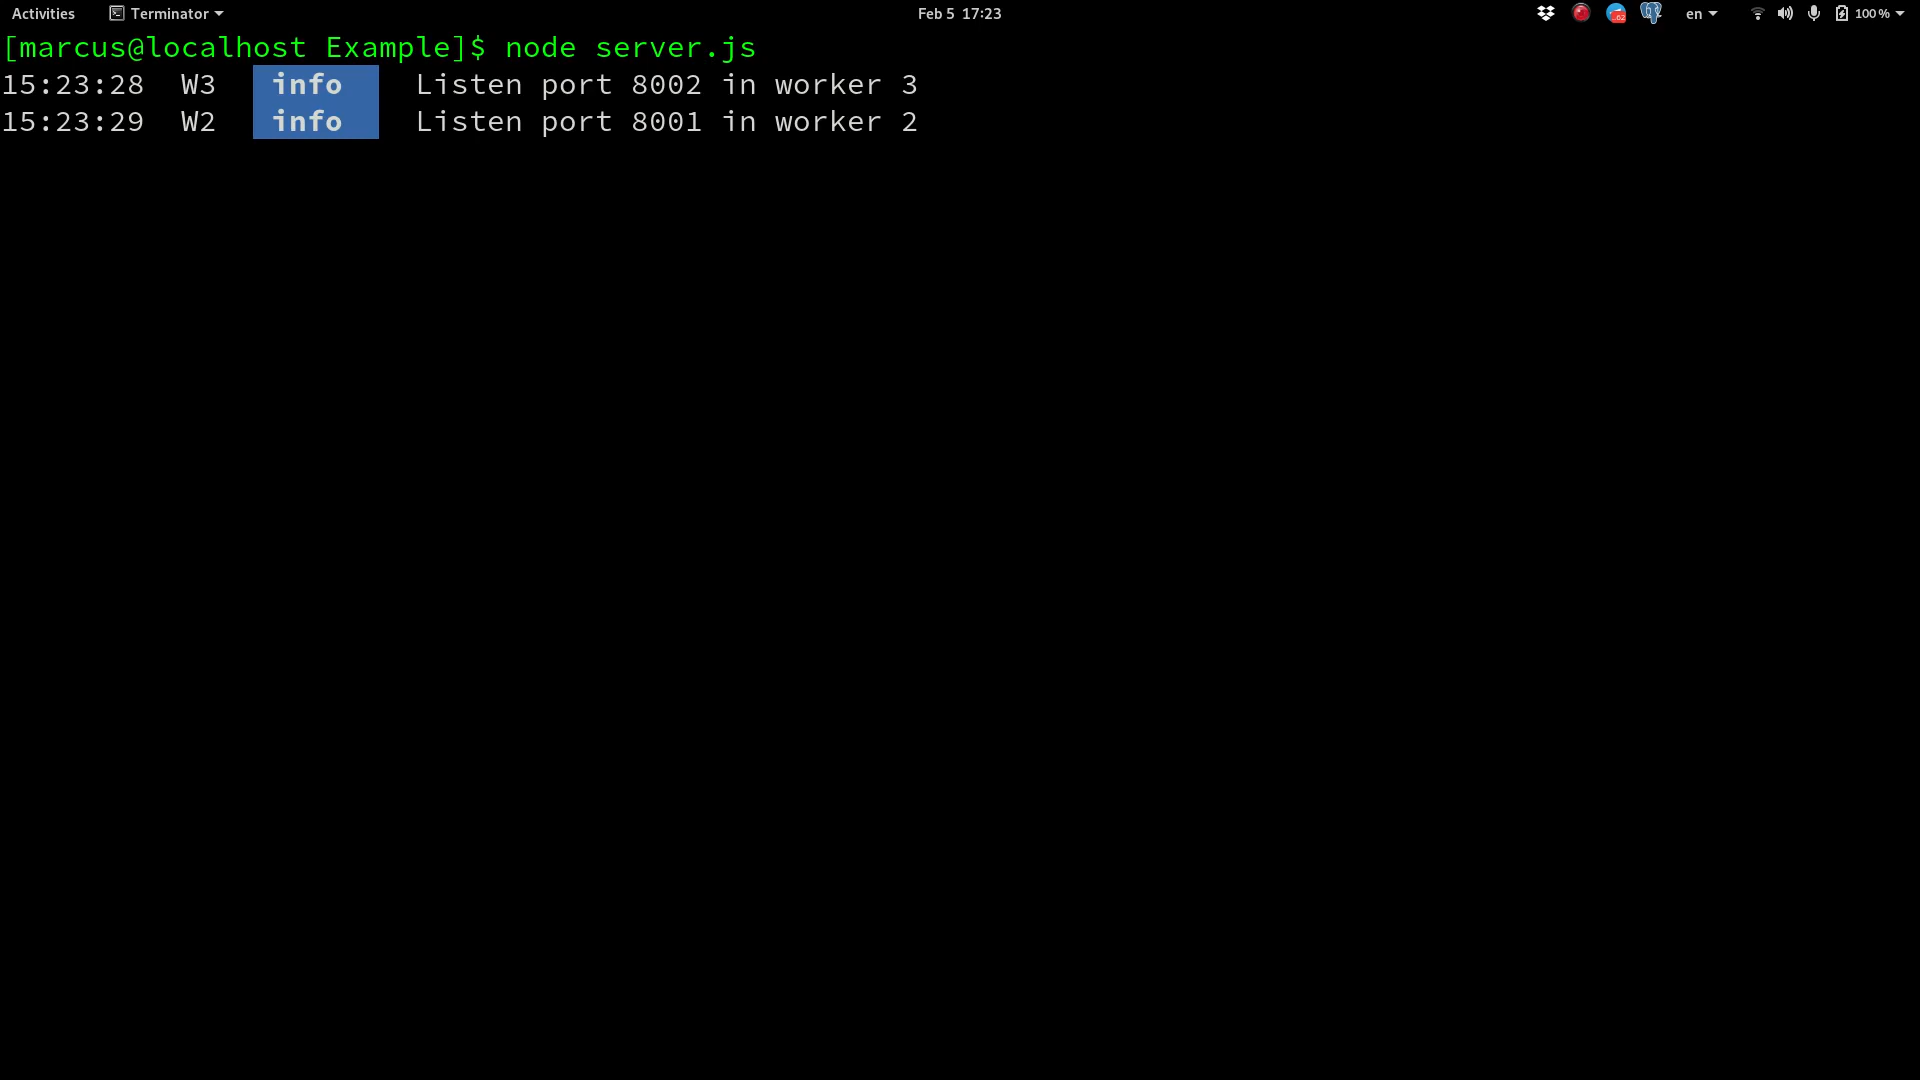 Activities Terminator Feb 5 17:23 62 en 100 %
[marcus@localhost Example]$ node server.js
15:23:28 W3 info Listen port 8002 in worker 3
15:23:29 W2 info Listen port 8001 in worker 2